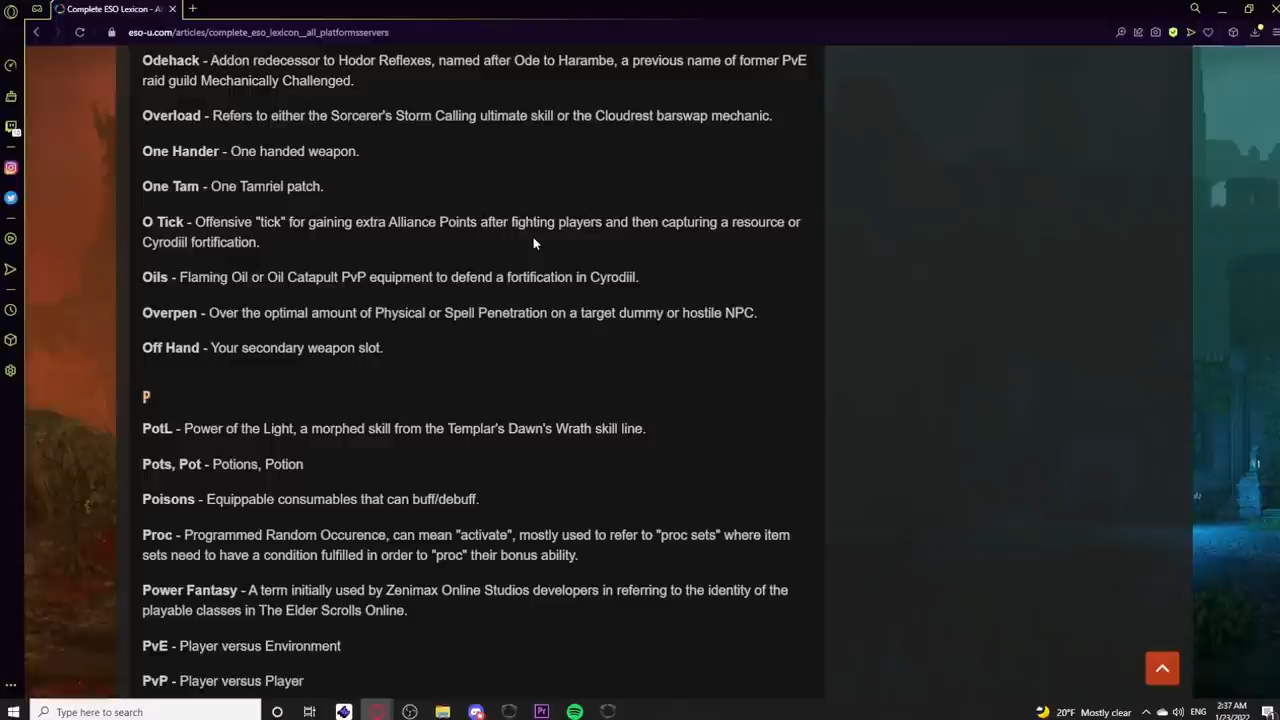 Complete ESO Lexicon - All Pl
eso-u.com/articles/complete_eso_lexicon__all_platformsservers
Odehack - Addon redecessor to Hodor Reflexes, named after Ode to Harambe, a previous name of former PvE
raid guild Mechanically Challenged.
Overload - Refers to either the Sorcerer's Storm Calling ultimate skill or the Cloudrest barswap mechanic.
One Hander - One handed weapon.
One Tam - One Tamriel patch.
O Tick - Offensive "tick" for gaining extra Alliance Points after fighting players and then capturing a resource or
Cyrodiil fortification.
Oils - Flaming Oil or Oil Catapult PvP equipment to defend a fortification in Cyrodiil.
Overpen - Over the optimal amount of Physical or Spell Penetration on a target dummy or hostile NPC.
Off Hand - Your secondary weapon slot.
P
PotL - Power of the Light, a morphed skill from the Templar's Dawn's Wrath skill line.
Pots, Pot - Potions, Potion
Poisons - Equippable consumables that can buff/debuff.
Proc - Programmed Random Occurence, can mean "activate", mostly used to refer to "proc sets" where item
sets need to have a condition fulfilled in order to "proc" their bonus ability.
Power Fantasy - A term initially used by Zenimax Online Studios developers in referring to the identity of the
playable classes in The Elder Scrolls Online.
PvE - Player versus Environment
PvP - Player versus Player
Type here to search
Pr
20°F Mostly clear
ENG
2:37 AM
1/23/2022